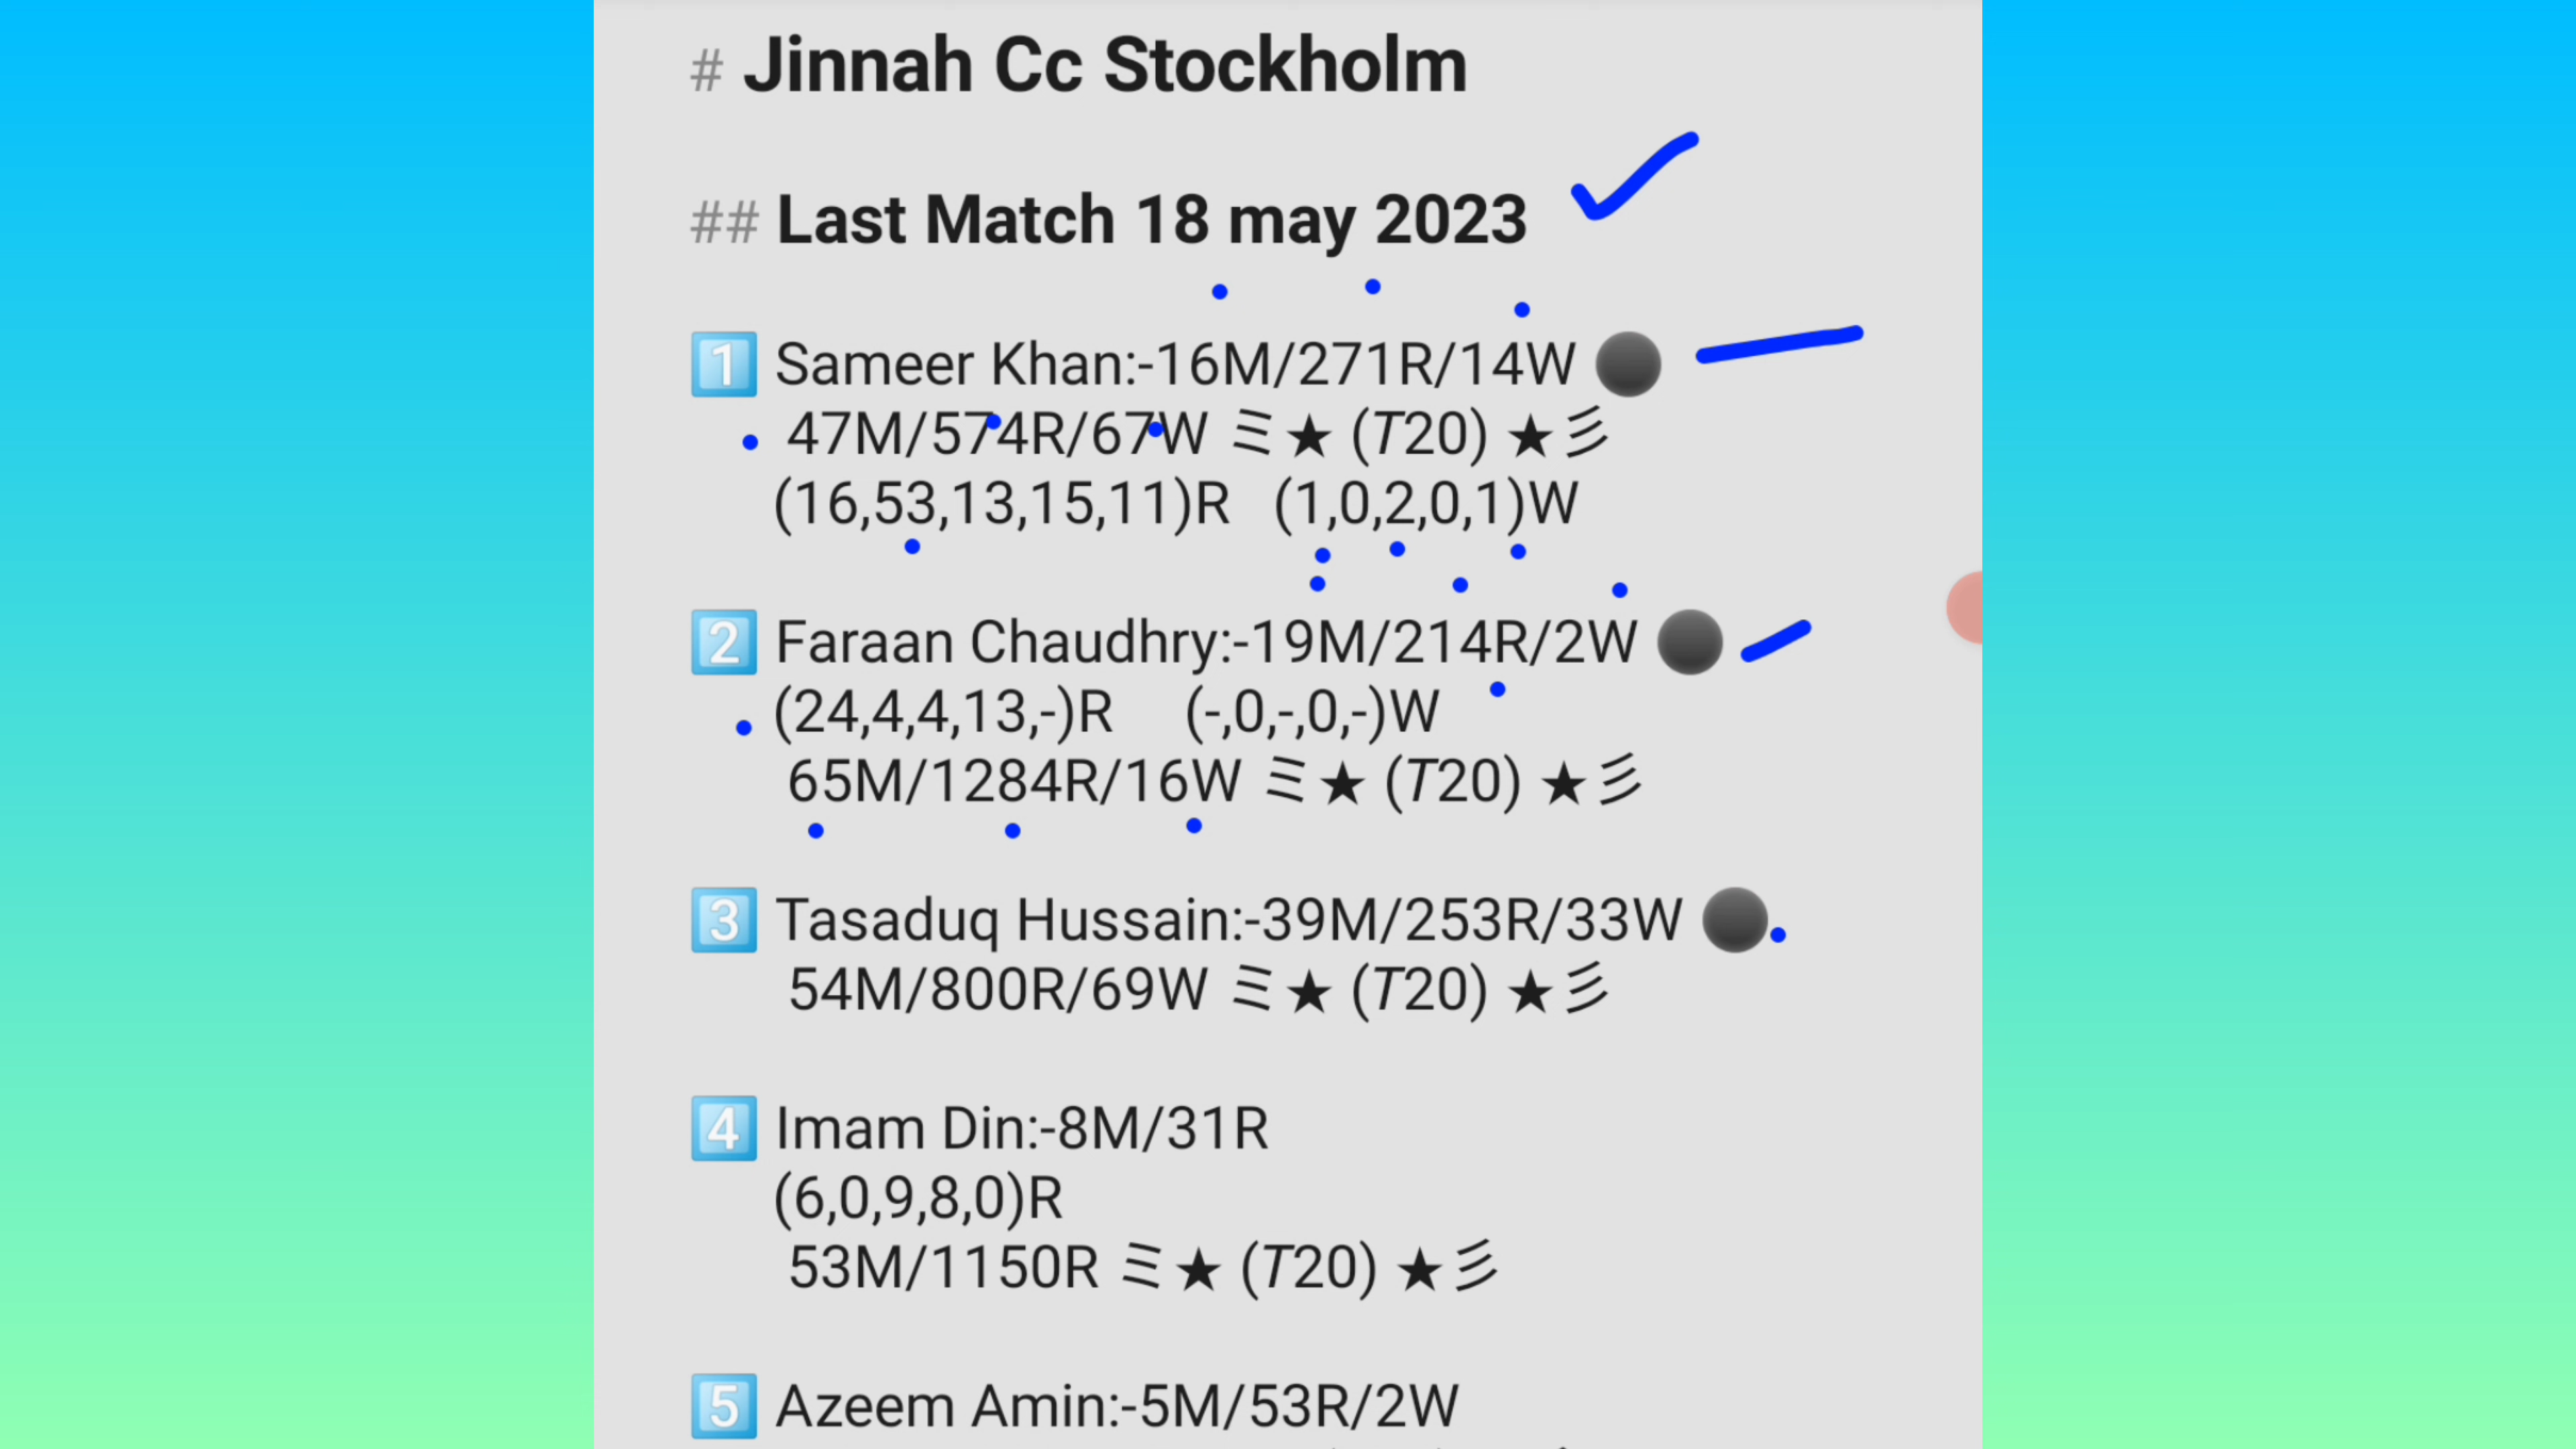 # Jinnah Cc Stockholm
## Last Match 18 may 2023
1 Sameer Khan:-16M/271R/14W
47M/574R/67W ミ★ (T20) ★彡
(16,53,13,15,11)R (1,0,2,0,1)W
2 Faraan Chaudhry:-19M/214R/2W
(24,4,4,13,-)R (-,0,-,0,-)W
65M/1284R/16W ミ★ (T20) ★彡
3 Tasaduq Hussain:-39M/253R/33W
54M/800R/69W ミ★ (T20) ★彡
4 Imam Din:-8M/31R
(6,0,9,8,0)R
53M/1150R ミ★ (T20) ★彡
5 Azeem Amin:-5M/53R/2W